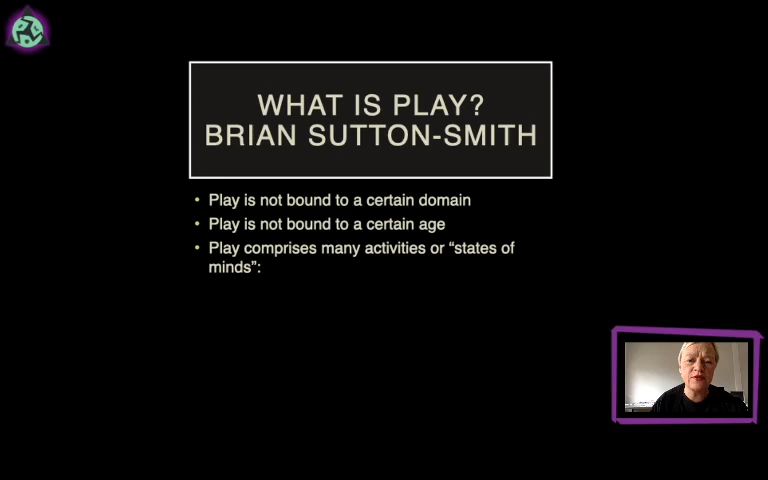 WHAT IS PLAY?
BRIAN SUTTON-SMITH
• Play is not bound to a certain domain
• Play is not bound to a certain age
• Play comprises many activities or “states of
minds”: